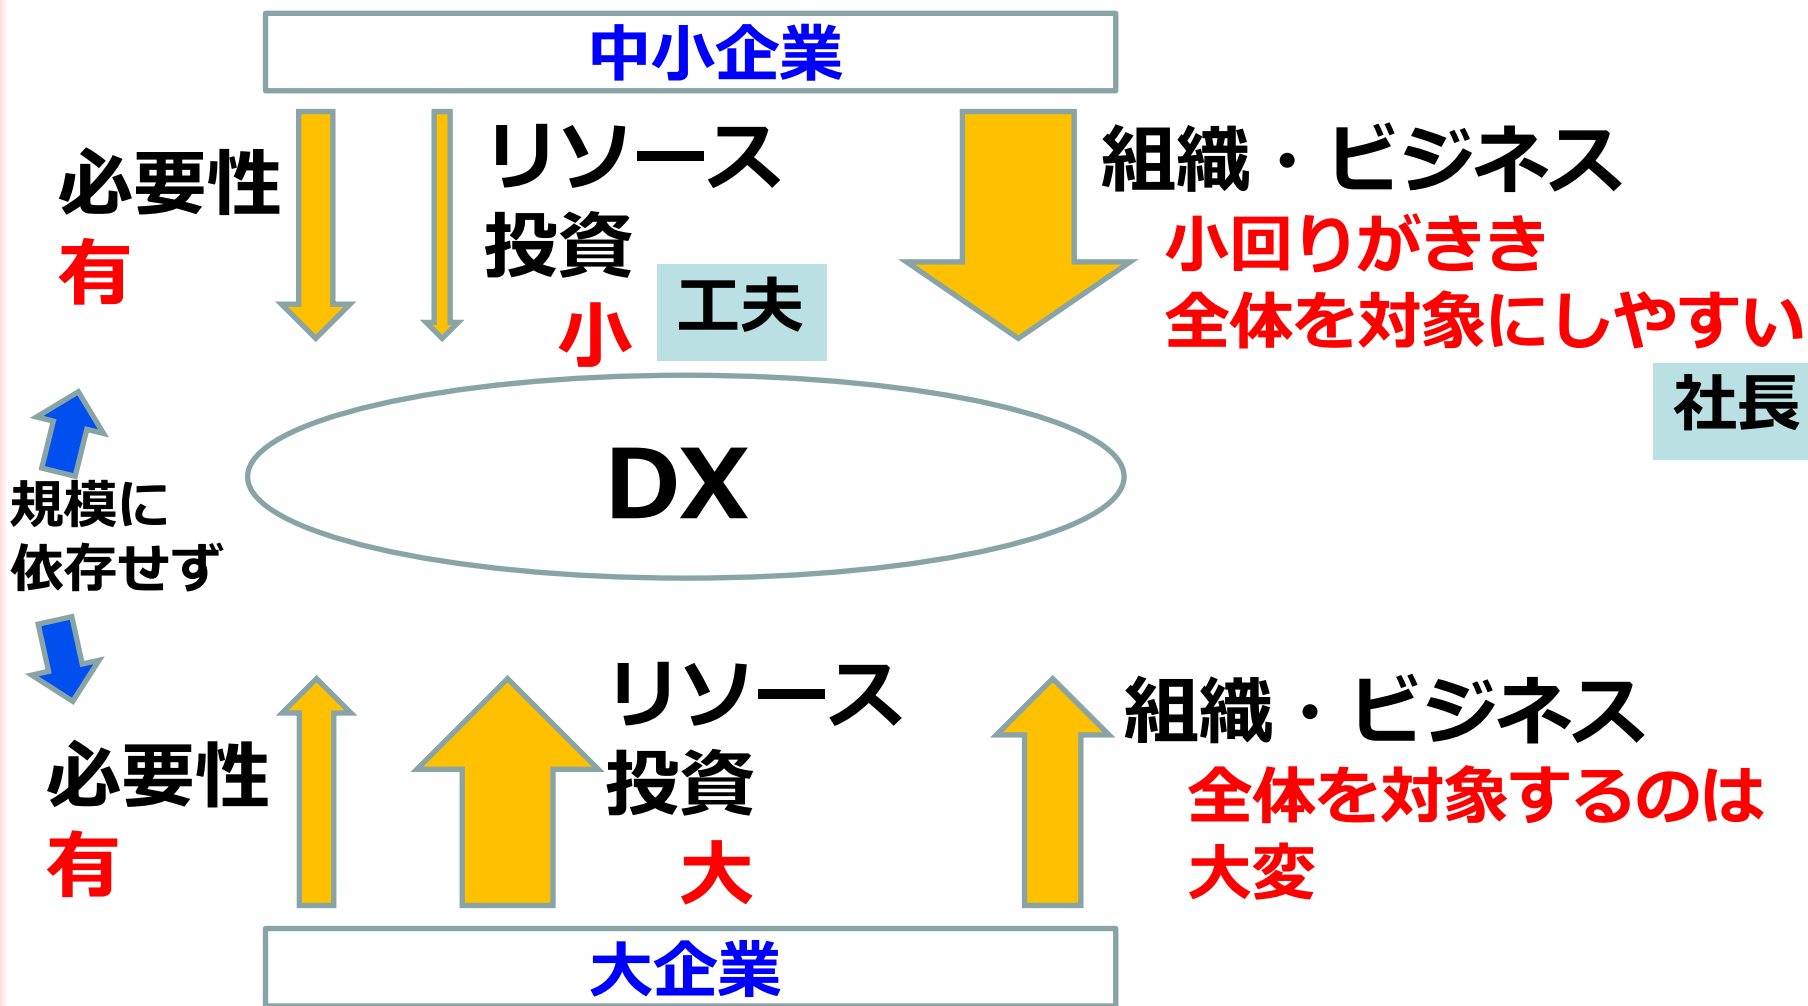 中小企業
必要性
有
リソース
投資
小
工夫
組織・ビジネス
小回りがきき
全体を対象にしやすい
社長
DX
規模に
依存せず
必要性
有
リソース
投資
大
組織・ビジネス
全体を対象するのは
大変
大企業